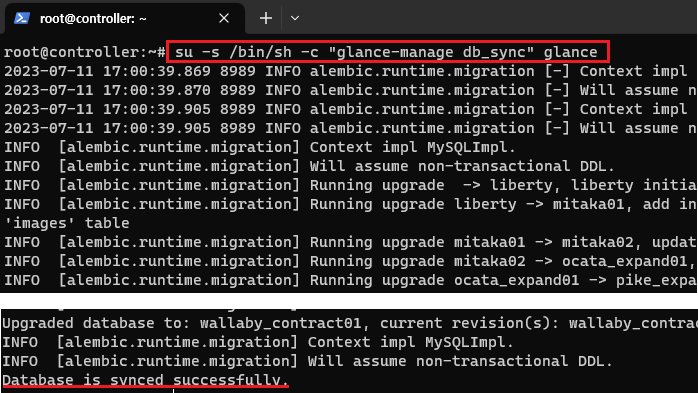 root@controller: ~
root@controller:~# su -s /bin/sh -c "glance-manage db_sync" glance
2023-07-11 17:00:39.869 8989 INFO alembic.runtime.migration [-] Context impl
2023-07-11 17:00:39.870 8989 INFO alembic.runtime.migration [-] Will assume n
2023-07-11 17:00:39.905 8989 INFO alembic.runtime.migration [-] Context impl
2023-07-11 17:00:39.905 8989 INFO alembic.runtime.migration [-] Will assume n
INFO  [alembic.runtime.migration] Context impl MySQLImpl.
INFO  [alembic.runtime.migration] Will assume non-transactional DDL.
INFO  [alembic.runtime.migration] Running upgrade  -> liberty, liberty initia
INFO  [alembic.runtime.migration] Running upgrade liberty -> mitaka01, add in
'images' table
INFO  [alembic.runtime.migration] Running upgrade mitaka01 -> mitaka02, updat
INFO  [alembic.runtime.migration] Running upgrade mitaka02 -> ocata_expand01,
INFO  [alembic.runtime.migration] Running upgrade ocata_expand01 -> pike_expa
Upgraded database to: wallaby_contract01, current revision(s): wallaby_contrac
INFO  [alembic.runtime.migration] Context impl MySQLImpl.
INFO  [alembic.runtime.migration] Will assume non-transactional DDL.
Database is synced successfully.